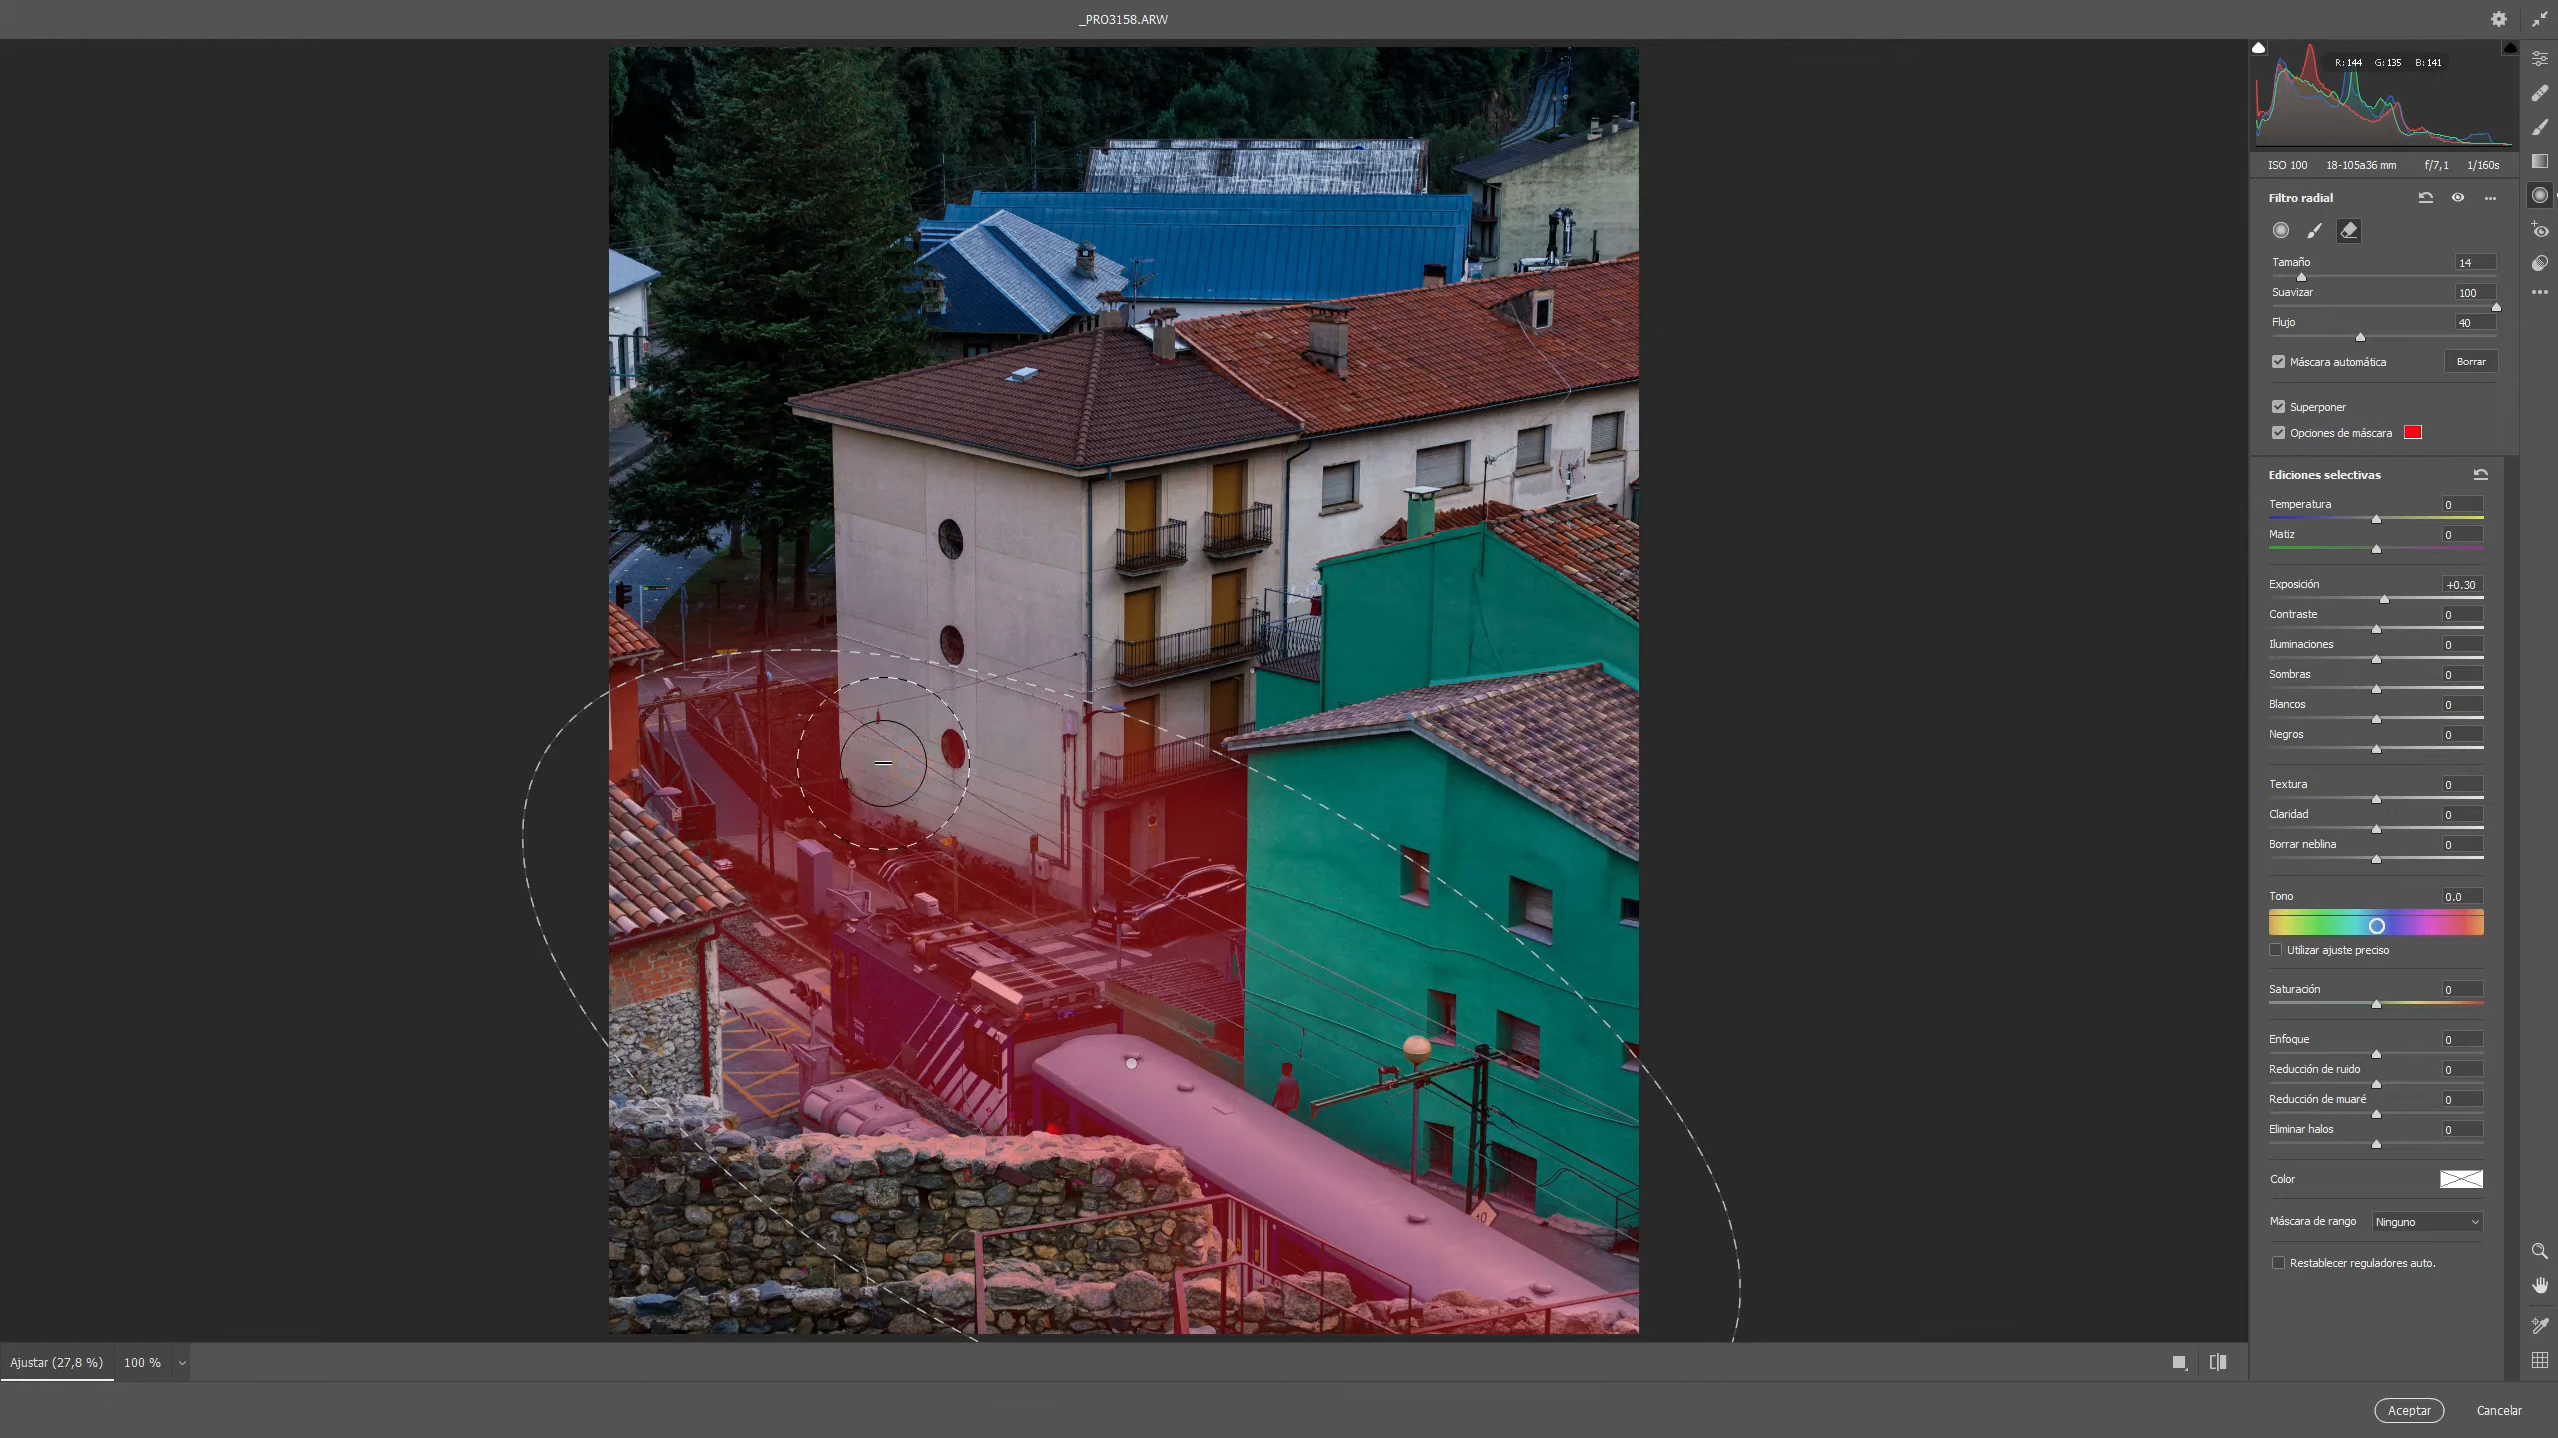 _PRO3158.ARW
R: 144 G: 135 B: 141
ISO 100 18-105a36 mm f/7,1 1/160s
Filtro radial
Tamaño 14
Suavizar 100
Flujo 40
Máscara automática Borrar
Superponer
Opciones de máscara
Ediciones selectivas
Temperatura 0
Matiz 0
Exposición +0.30
Contraste 0
Iluminaciones 0
Sombras 0
Blancos 0
Negros 0
Textura 0
Claridad 0
Borrar neblina 0
Tono 0.0
Utilizar ajuste preciso
Saturación 0
Enfoque 0
Reducción de ruido 0
Reducción de muaré 0
Eliminar halos 0
Color
Máscara de rango Ninguno
Restablecer reguladores auto.
Ajustar (27,8 %) 100 %
Aceptar Cancelar